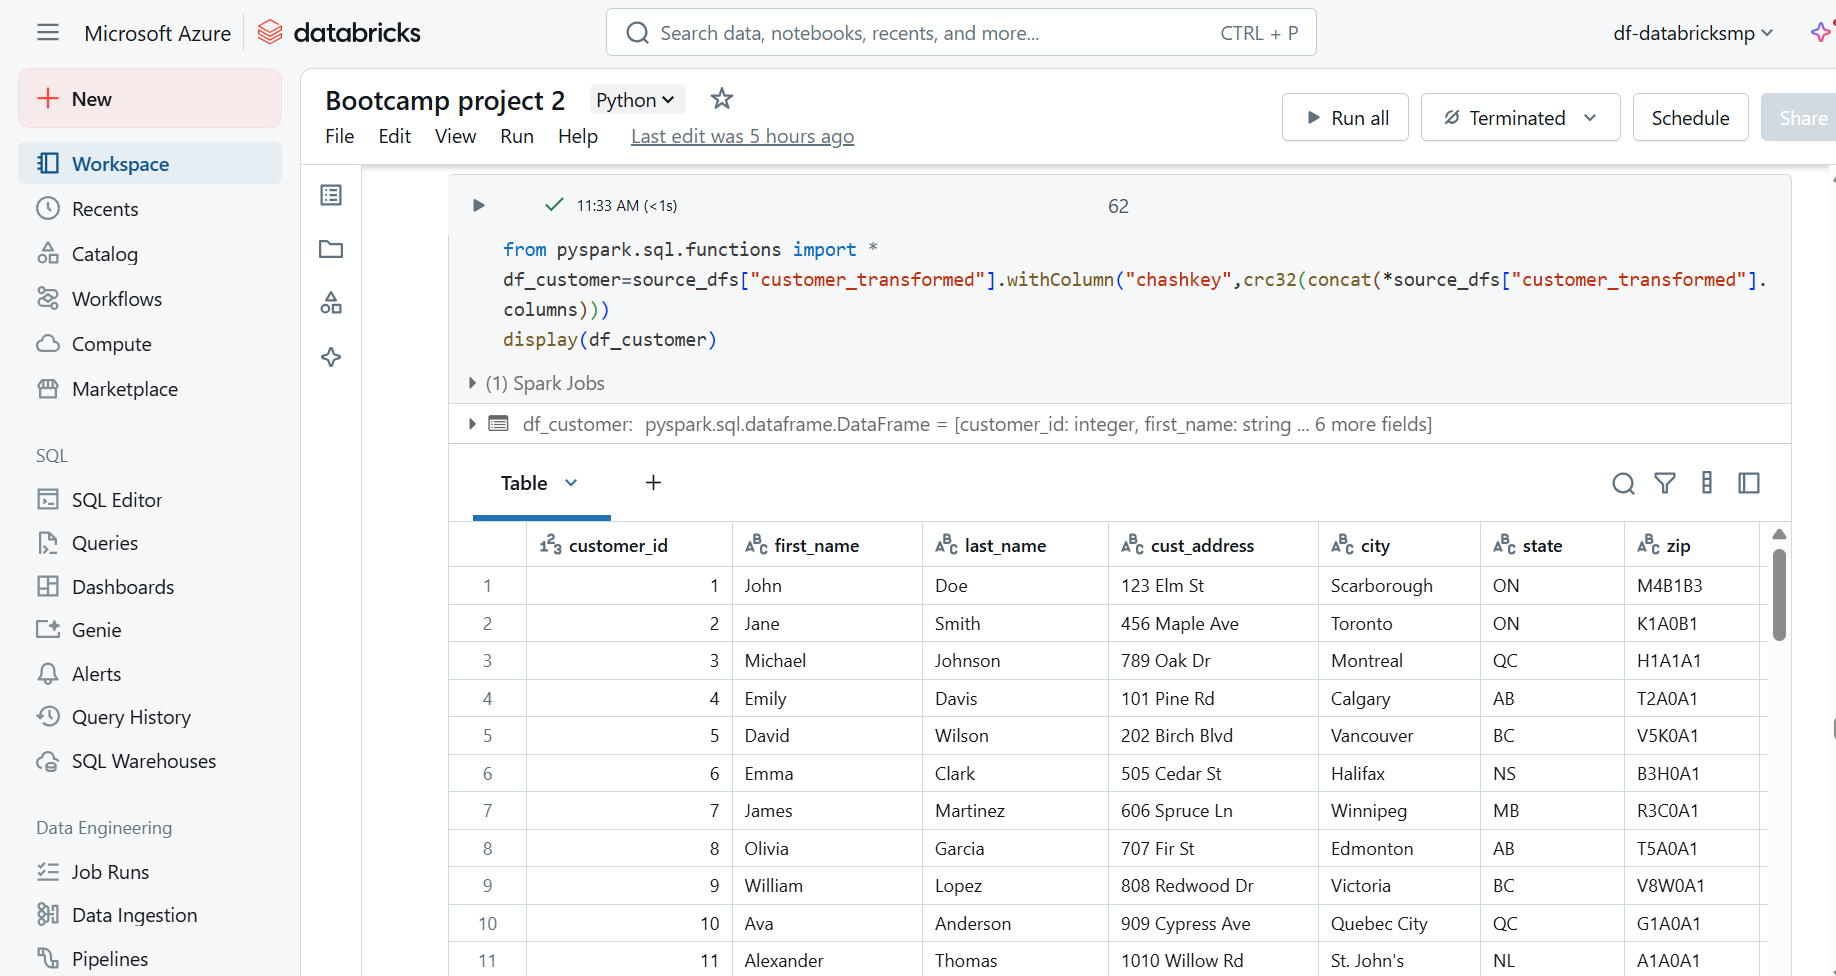 Microsoft Azure databricks
Search data, notebooks, recents, and more... CTRL + P
df-databricksmp
New
Workspace
Recents
Catalog
Workflows
Compute
Marketplace
SQL
SQL Editor
Queries
Dashboards
Genie
Alerts
Query History
SQL Warehouses
Data Engineering
Job Runs
Data Ingestion
Pipelines
Bootcamp project 2 Python
File Edit View Run Help Last edit was 5 hours ago
Run all Terminated Schedule Share
11:33 AM (<1s) 62
from pyspark.sql.functions import *
df_customer=source_dfs["customer_transformed"].withColumn("chashkey",crc32(concat(*source_dfs["customer_transformed"].
columns)))
display(df_customer)
(1) Spark Jobs
df_customer: pyspark.sql.dataframe.DataFrame = [customer_id: integer, first_name: string ... 6 more fields]
Table +
123 customer_id ABC first_name ABC last_name ABC cust_address ABC city ABC state ABC zip
1 1 John Doe 123 Elm St Scarborough ON M4B1B3
2 2 Jane Smith 456 Maple Ave Toronto ON K1A0B1
3 3 Michael Johnson 789 Oak Dr Montreal QC H1A1A1
4 4 Emily Davis 101 Pine Rd Calgary AB T2A0A1
5 5 David Wilson 202 Birch Blvd Vancouver BC V5K0A1
6 6 Emma Clark 505 Cedar St Halifax NS B3H0A1
7 7 James Martinez 606 Spruce Ln Winnipeg MB R3C0A1
8 8 Olivia Garcia 707 Fir St Edmonton AB T5A0A1
9 9 William Lopez 808 Redwood Dr Victoria BC V8W0A1
10 10 Ava Anderson 909 Cypress Ave Quebec City QC G1A0A1
11 11 Alexander Thomas 1010 Willow Rd St. John's NL A1A0A1